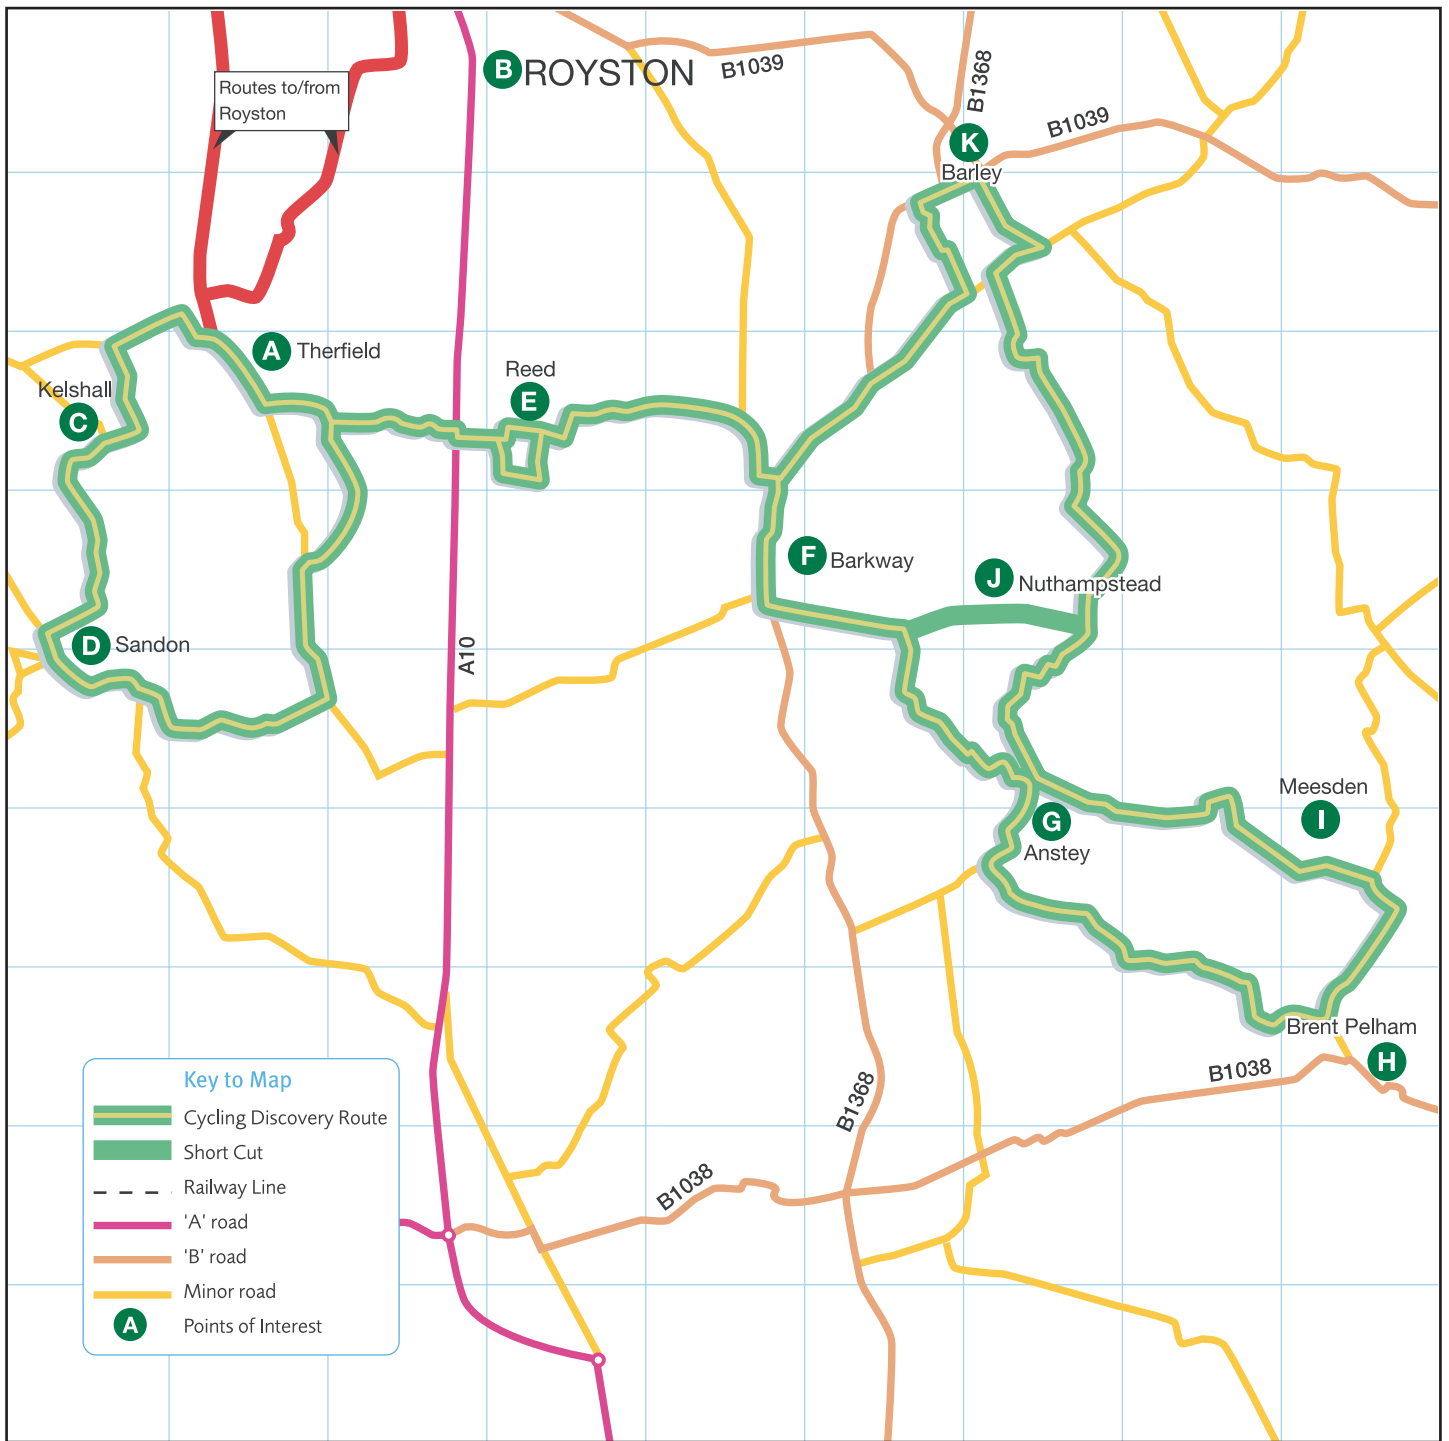 B ROYSTON
B1039
B1368
Routes to/from
Royston
B1039
K
Barley
A Therfield
Reed
E
Kelshall
C
F Barkway
J Nuthampstead
D Sandon
A10
Meesden
I
G
Anstey
Brent Pelham
H
B1038
B1368
B1038
Key to Map
Cycling Discovery Route
Short Cut
Railway Line
'A' road
'B' road
Minor road
A Points of Interest